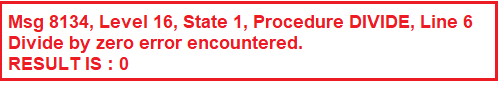 Msg 8134, Level 16, State 1, Procedure DIVIDE, Line 6
Divide by zero error encountered.
RESULT IS : 0